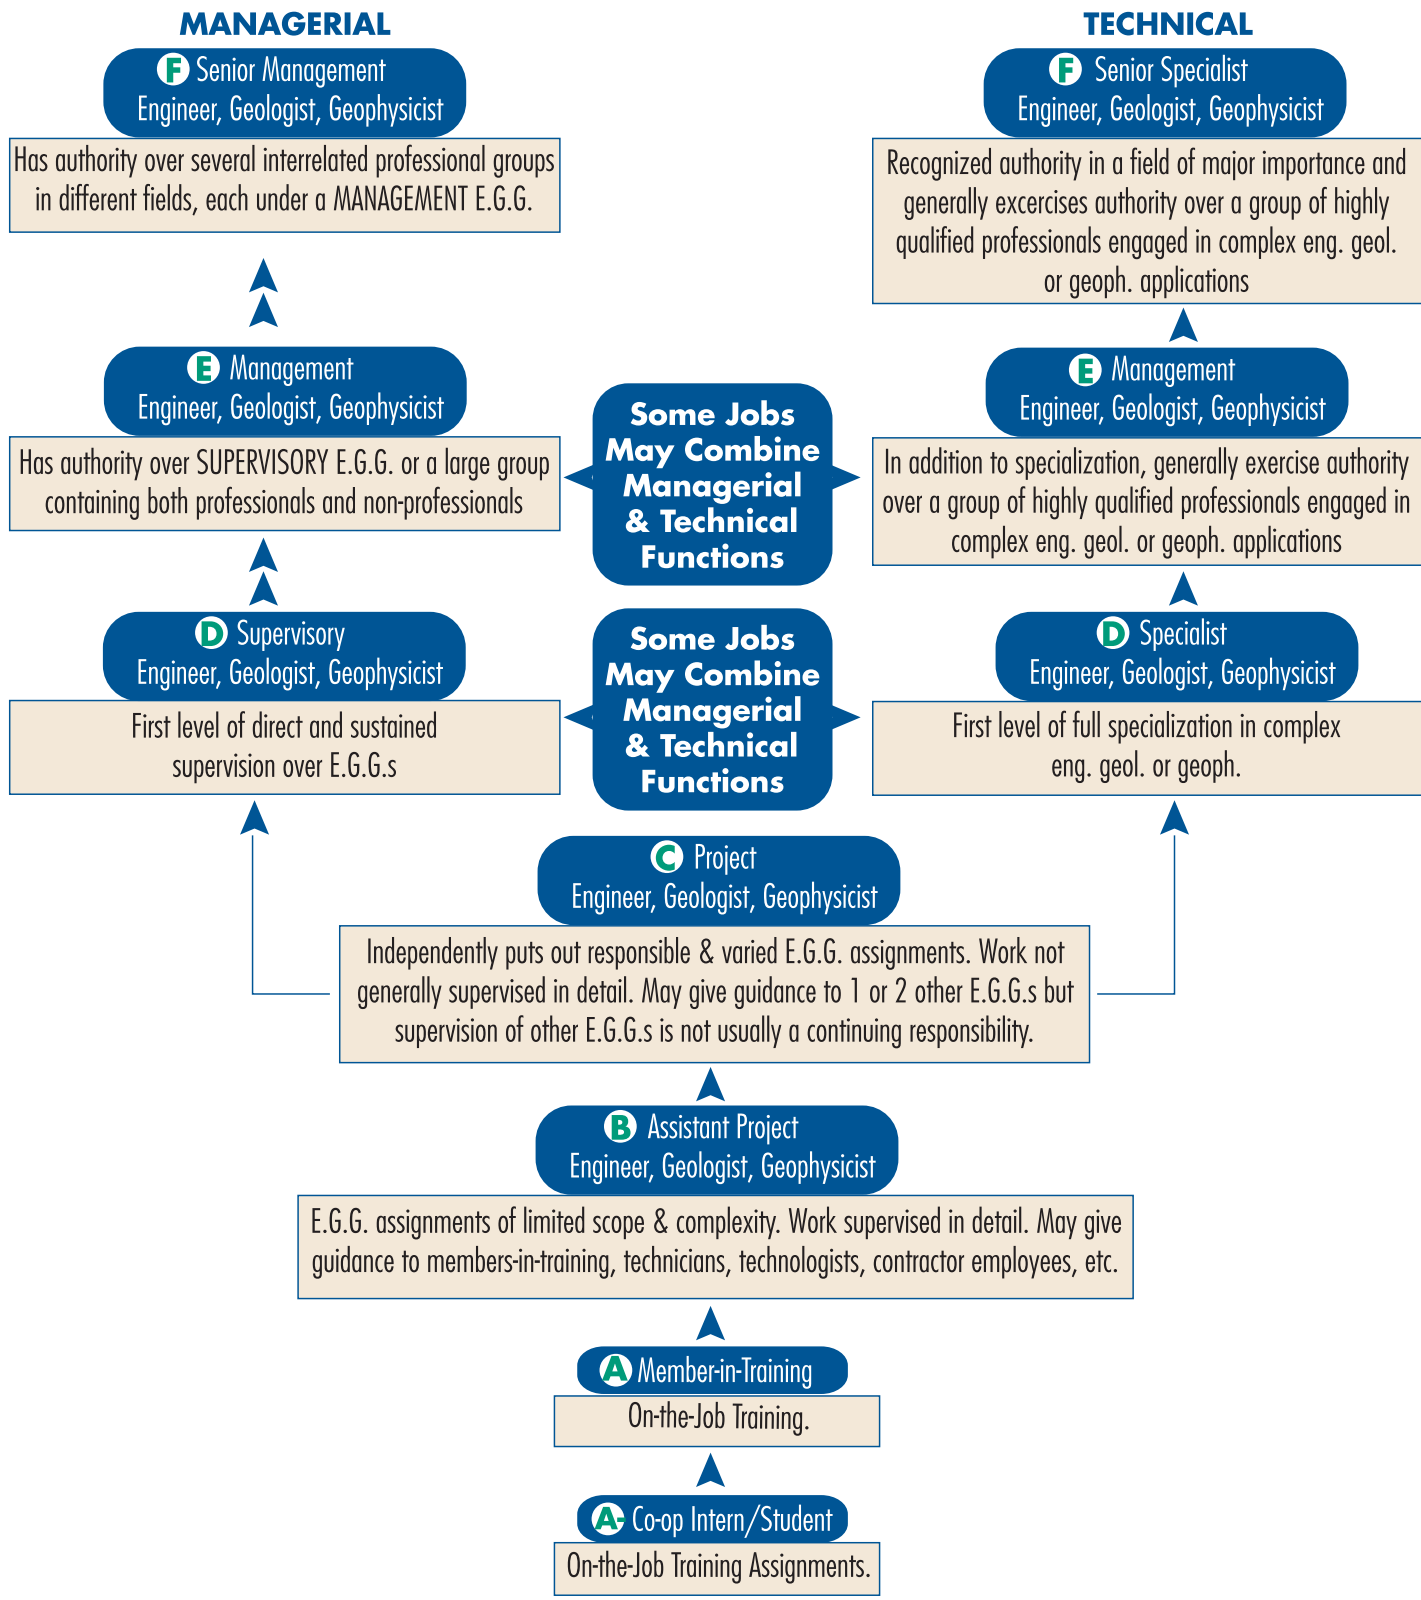 MANAGERIAL
F Senior Management
Engineer, Geologist, Geophysicist
Has authority over several interrelated professional groups
in different fields, each under a MANAGEMENT E.G.G.
E Management
Engineer, Geologist, Geophysicist
Has authority over SUPERVISORY E.G.G. or a large group
containing both professionals and non-professionals
D Supervisory
Engineer, Geologist, Geophysicist
First level of direct and sustained
supervision over E.G.G.s
TECHNICAL
F Senior Specialist
Engineer, Geologist, Geophysicist
Recognized authority in a field of major importance and
generally excercises authority over a group of highly
qualified professionals engaged in complex eng. geol.
or geoph. applications
E Management
Engineer, Geologist, Geophysicist
In addition to specialization, generally exercise authority
over a group of highly qualified professionals engaged in
complex eng. geol. or geoph. applications
D Specialist
Engineer, Geologist, Geophysicist
First level of full specialization in complex
eng. geol. or geoph.
Some Jobs
May Combine
Managerial
& Technical
Functions
Some Jobs
May Combine
Managerial
& Technical
Functions
C Project
Engineer, Geologist, Geophysicist
Independently puts out responsible & varied E.G.G. assignments. Work not
generally supervised in detail. May give guidance to 1 or 2 other E.G.G.s but
supervision of other E.G.G.s is not usually a continuing responsibility.
B Assistant Project
Engineer, Geologist, Geophysicist
E.G.G. assignments of limited scope & complexity. Work supervised in detail. May give
guidance to members-in-training, technicians, technologists, contractor employees, etc.
A Member-in-Training
On-the-Job Training.
A- Co-op Intern/Student
On-the-Job Training Assignments.